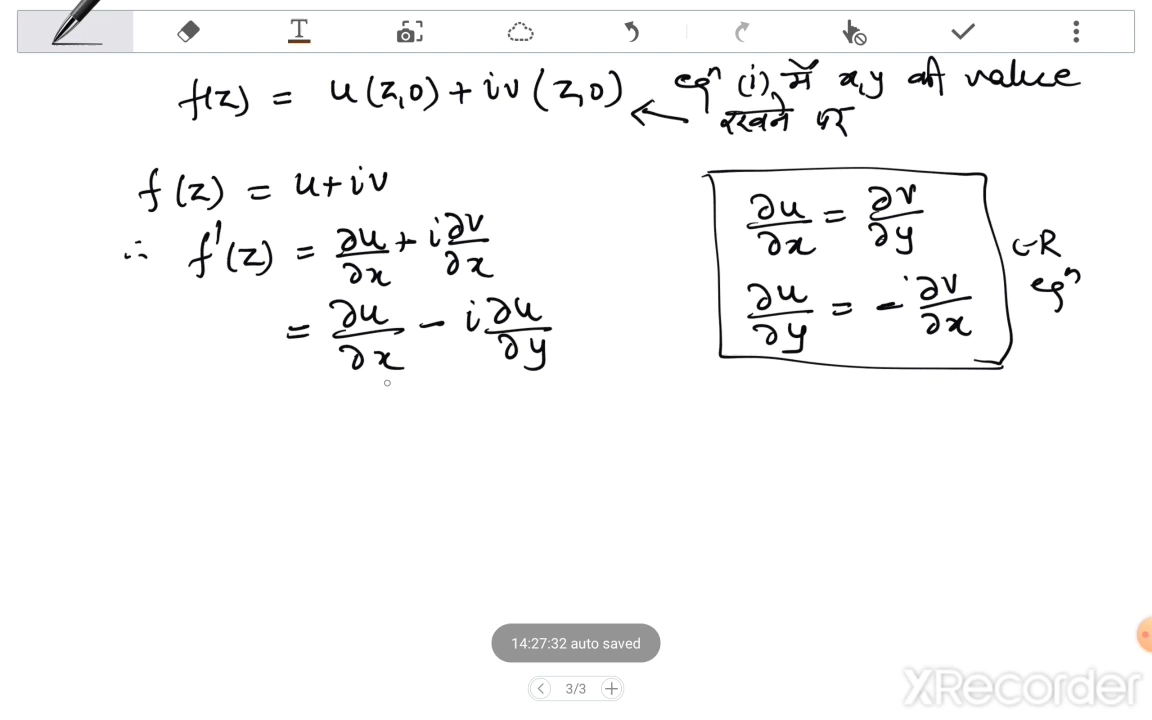 T
f(z) = u(z,0) + iv(z,0) eqⁿ (i) में x,y की value
रखने पर
f(z) = u+iv
∴ f'(z) = ∂u/∂x + i ∂v/∂x
= ∂u/∂x - i ∂u/∂y
∂u/∂x = ∂v/∂y
∂u/∂y = -∂v/∂x
C-R
eqⁿ
14:27:32 auto saved
3/3
XRecorder